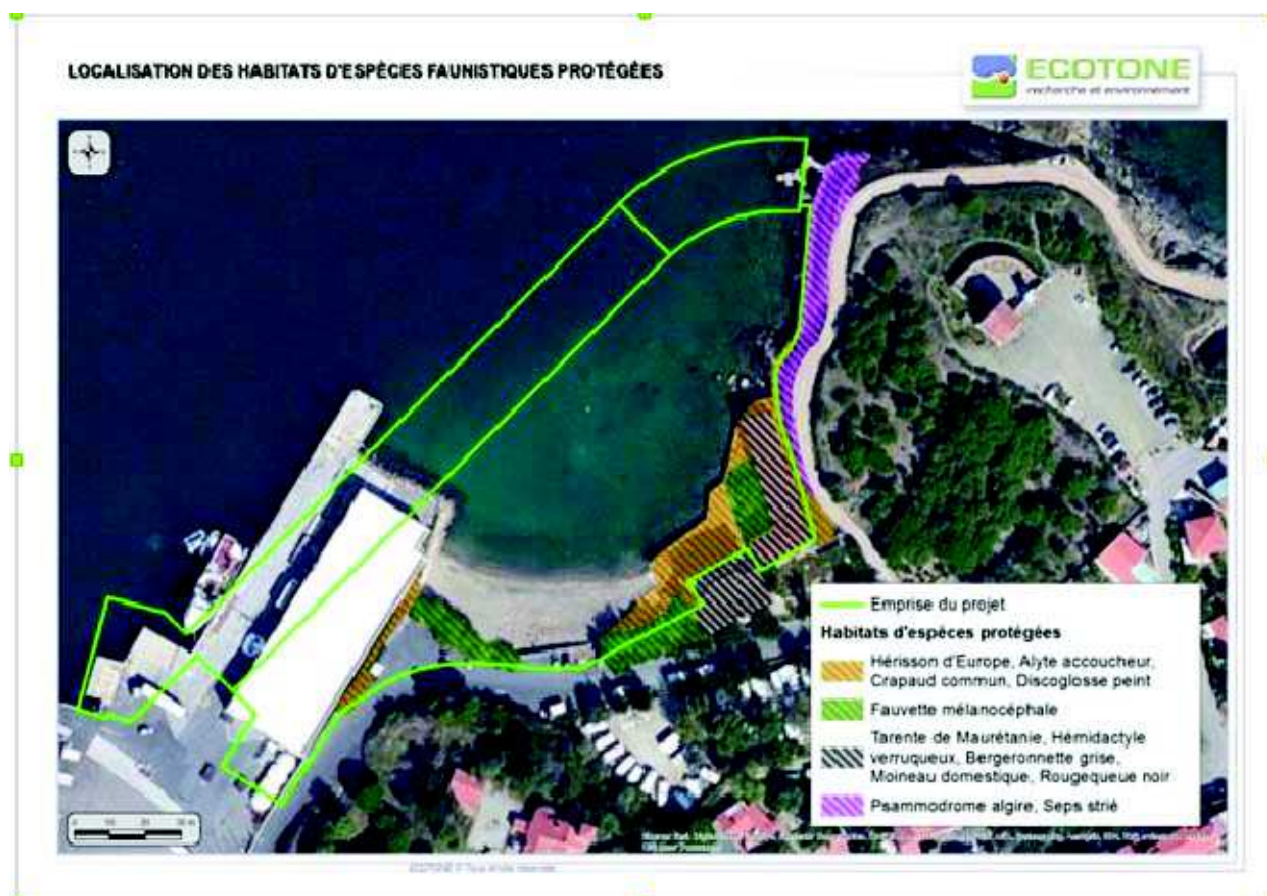 LOCALISATION DES HABITATS D'ESPÈCES FAUNISTIQUES PROTÉGÉES
ECOTONE
recherche et environnement
Emprise du projet
Habitats d'espèces protégées
Hérisson d'Europe, Alyte accoucheur,
Crapaud commun, Discoglosse peint
Fauvette mélanocéphale
Tarente de Maurétanie, Hémidactyle
verruqueux, Bergeronnette grise,
Moineau domestique, Rougequeue noir
Psammodrome algire, Seps strié
ECOTONE